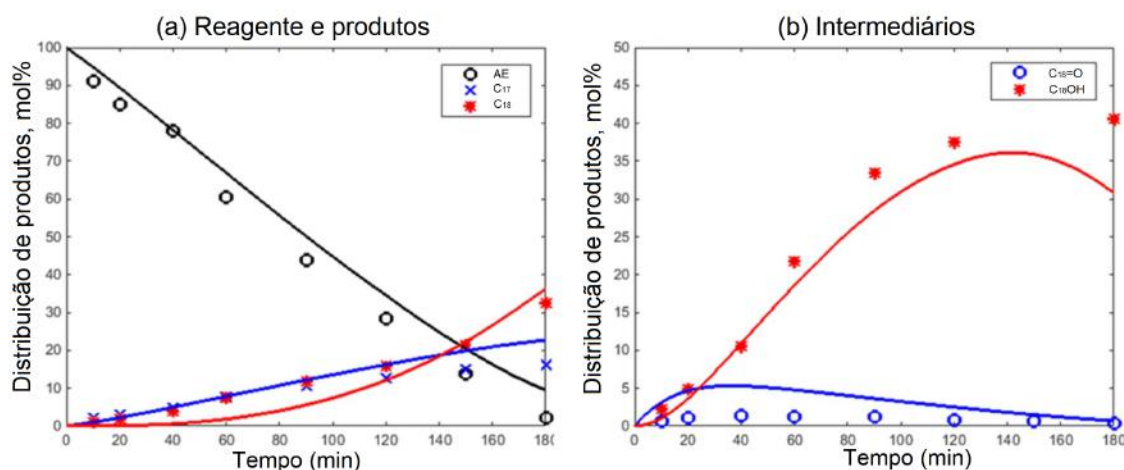 (a) Reagente e produtos
Distribuição de produtos, mol%
100
90
80
70
60
50
40
30
20
10
0
AE
C17
C18
0 20 40 60 80 100 120 140 160 180
Tempo (min)
(b) Intermediários
Distribuição de produtos, mol%
50
45
40
35
30
25
20
15
10
5
0
C18=O
C18OH
0 20 40 60 80 100 120 140 160 180
Tempo (min)